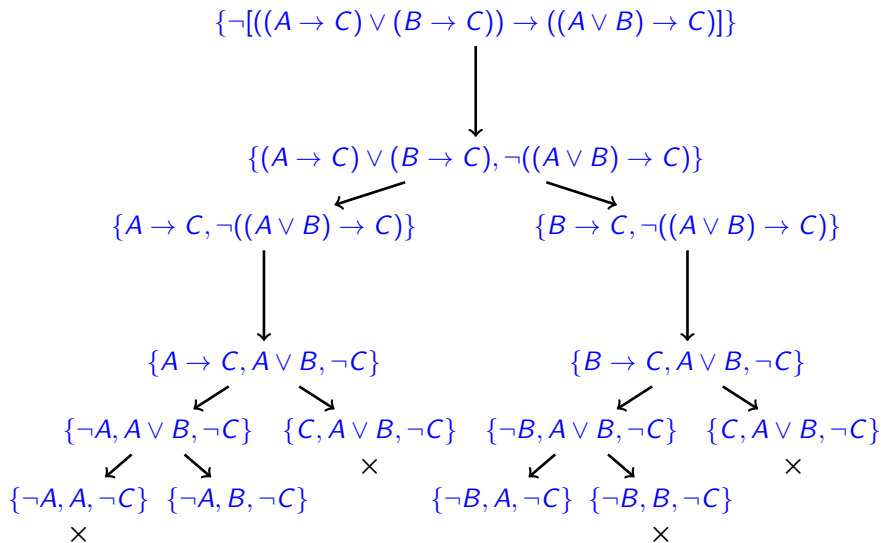 {¬[((A → C) ∨ (B → C)) → ((A ∨ B) → C)]}
{(A → C) ∨ (B → C), ¬((A ∨ B) → C)}
{A → C, ¬((A ∨ B) → C)} {B → C, ¬((A ∨ B) → C)}
{A → C, A ∨ B, ¬C} {B → C, A ∨ B, ¬C}
{¬A, A ∨ B, ¬C} {C, A ∨ B, ¬C} {¬B, A ∨ B, ¬C} {C, A ∨ B, ¬C}
× ×
{¬A, A, ¬C} {¬A, B, ¬C} {¬B, A, ¬C} {¬B, B, ¬C}
× ×